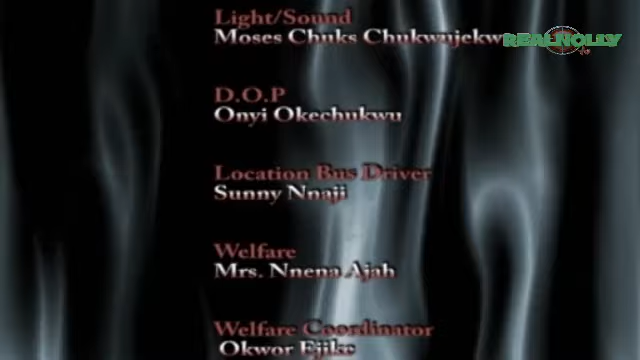 Light/Sound
Moses Chuks Chukwujekw
REALNOLLY
.tv
D.O.P
Onyi Okechukwu
Location Bus Driver
Sunny Nnaji
Welfare
Mrs. Nnena Ajah
Welfare Coordinator
Okwor Ejike